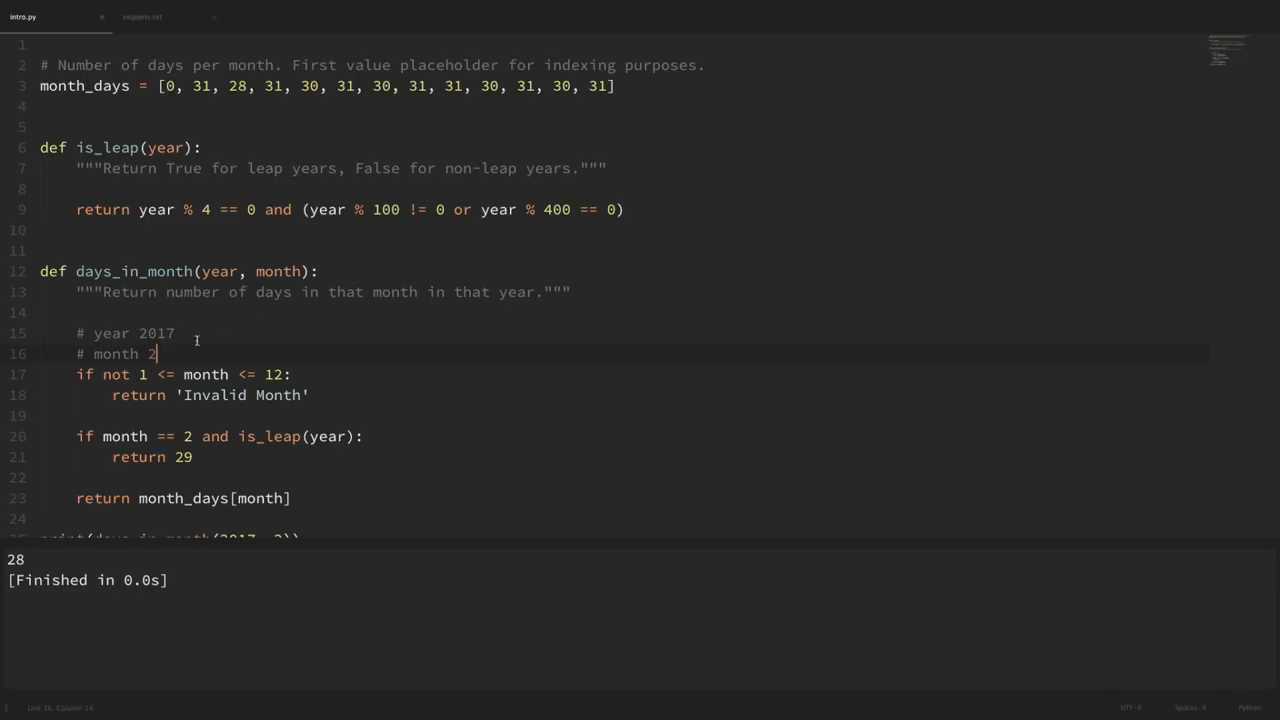 intro.py × snippets.txt ×
1
2 # Number of days per month. First value placeholder for indexing purposes.
3 month_days = [0, 31, 28, 31, 30, 31, 30, 31, 31, 30, 31, 30, 31]
4
5
6 def is_leap(year):
7 """Return True for leap years, False for non-leap years."""
8
9 return year % 4 == 0 and (year % 100 != 0 or year % 400 == 0)
10
11
12 def days_in_month(year, month):
13 """Return number of days in that month in that year."""
14
15 # year 2017
16 # month 2
17 if not 1 <= month <= 12:
18 return 'Invalid Month'
19
20 if month == 2 and is_leap(year):
21 return 29
22
23 return month_days[month]
24
25 print(days_in_month(2017, 2))
28
[Finished in 0.0s]
Line 16, Column 14 UTF-8 Spaces: 4 Python